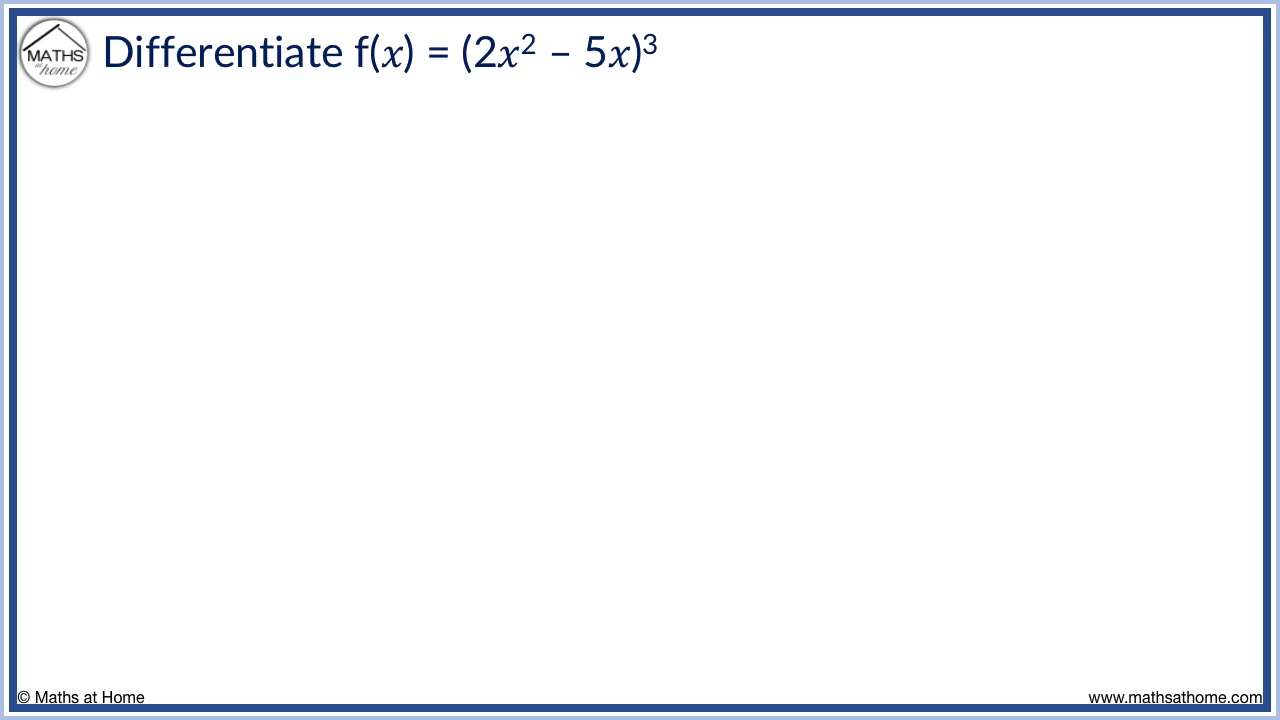 MATHS
at home
Differentiate f(x) = (2x² – 5x)³
© Maths at Home
www.mathsathome.com